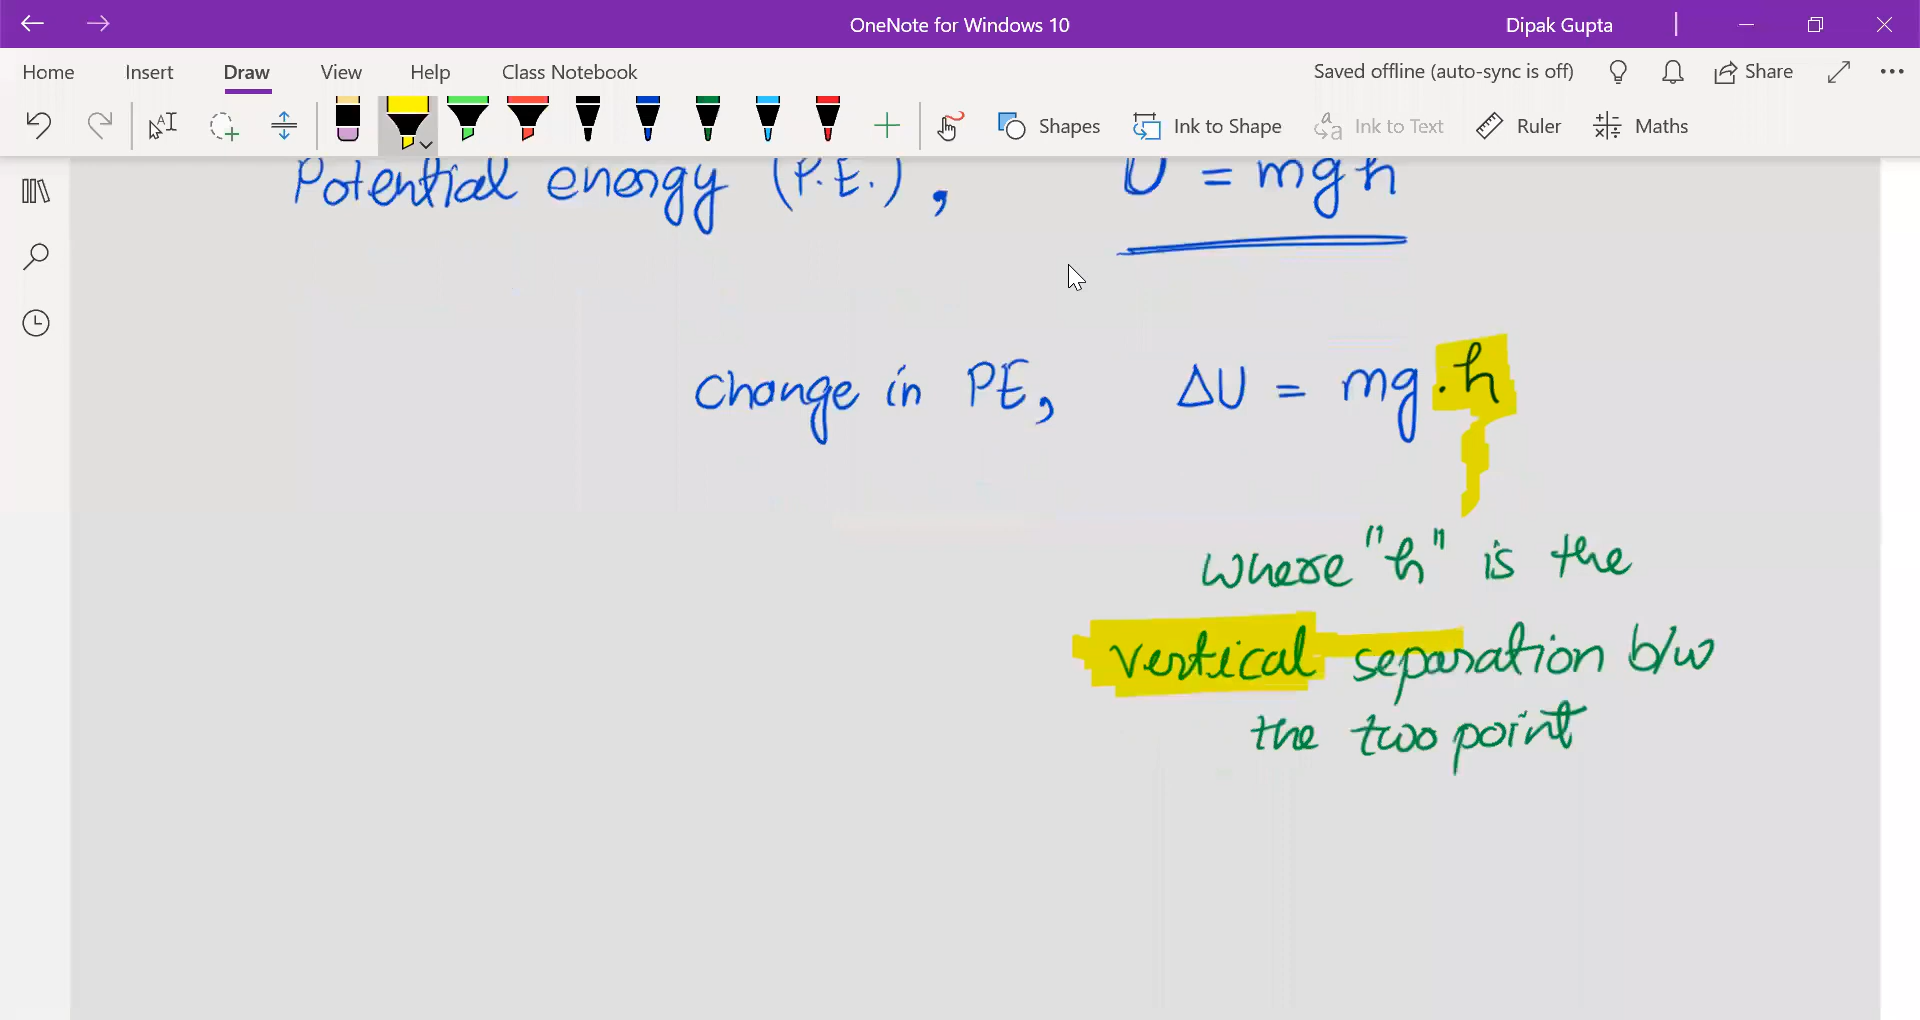 OneNote for Windows 10
Dipak Gupta
Home Insert Draw View Help Class Notebook
Saved offline (auto-sync is off) Share
Shapes Ink to Shape Ink to Text Ruler Maths
Potential energy (P.E.), U = mgh
Change in PE, ΔU = mg.h
where "h" is the
vertical separation b/w
the two point